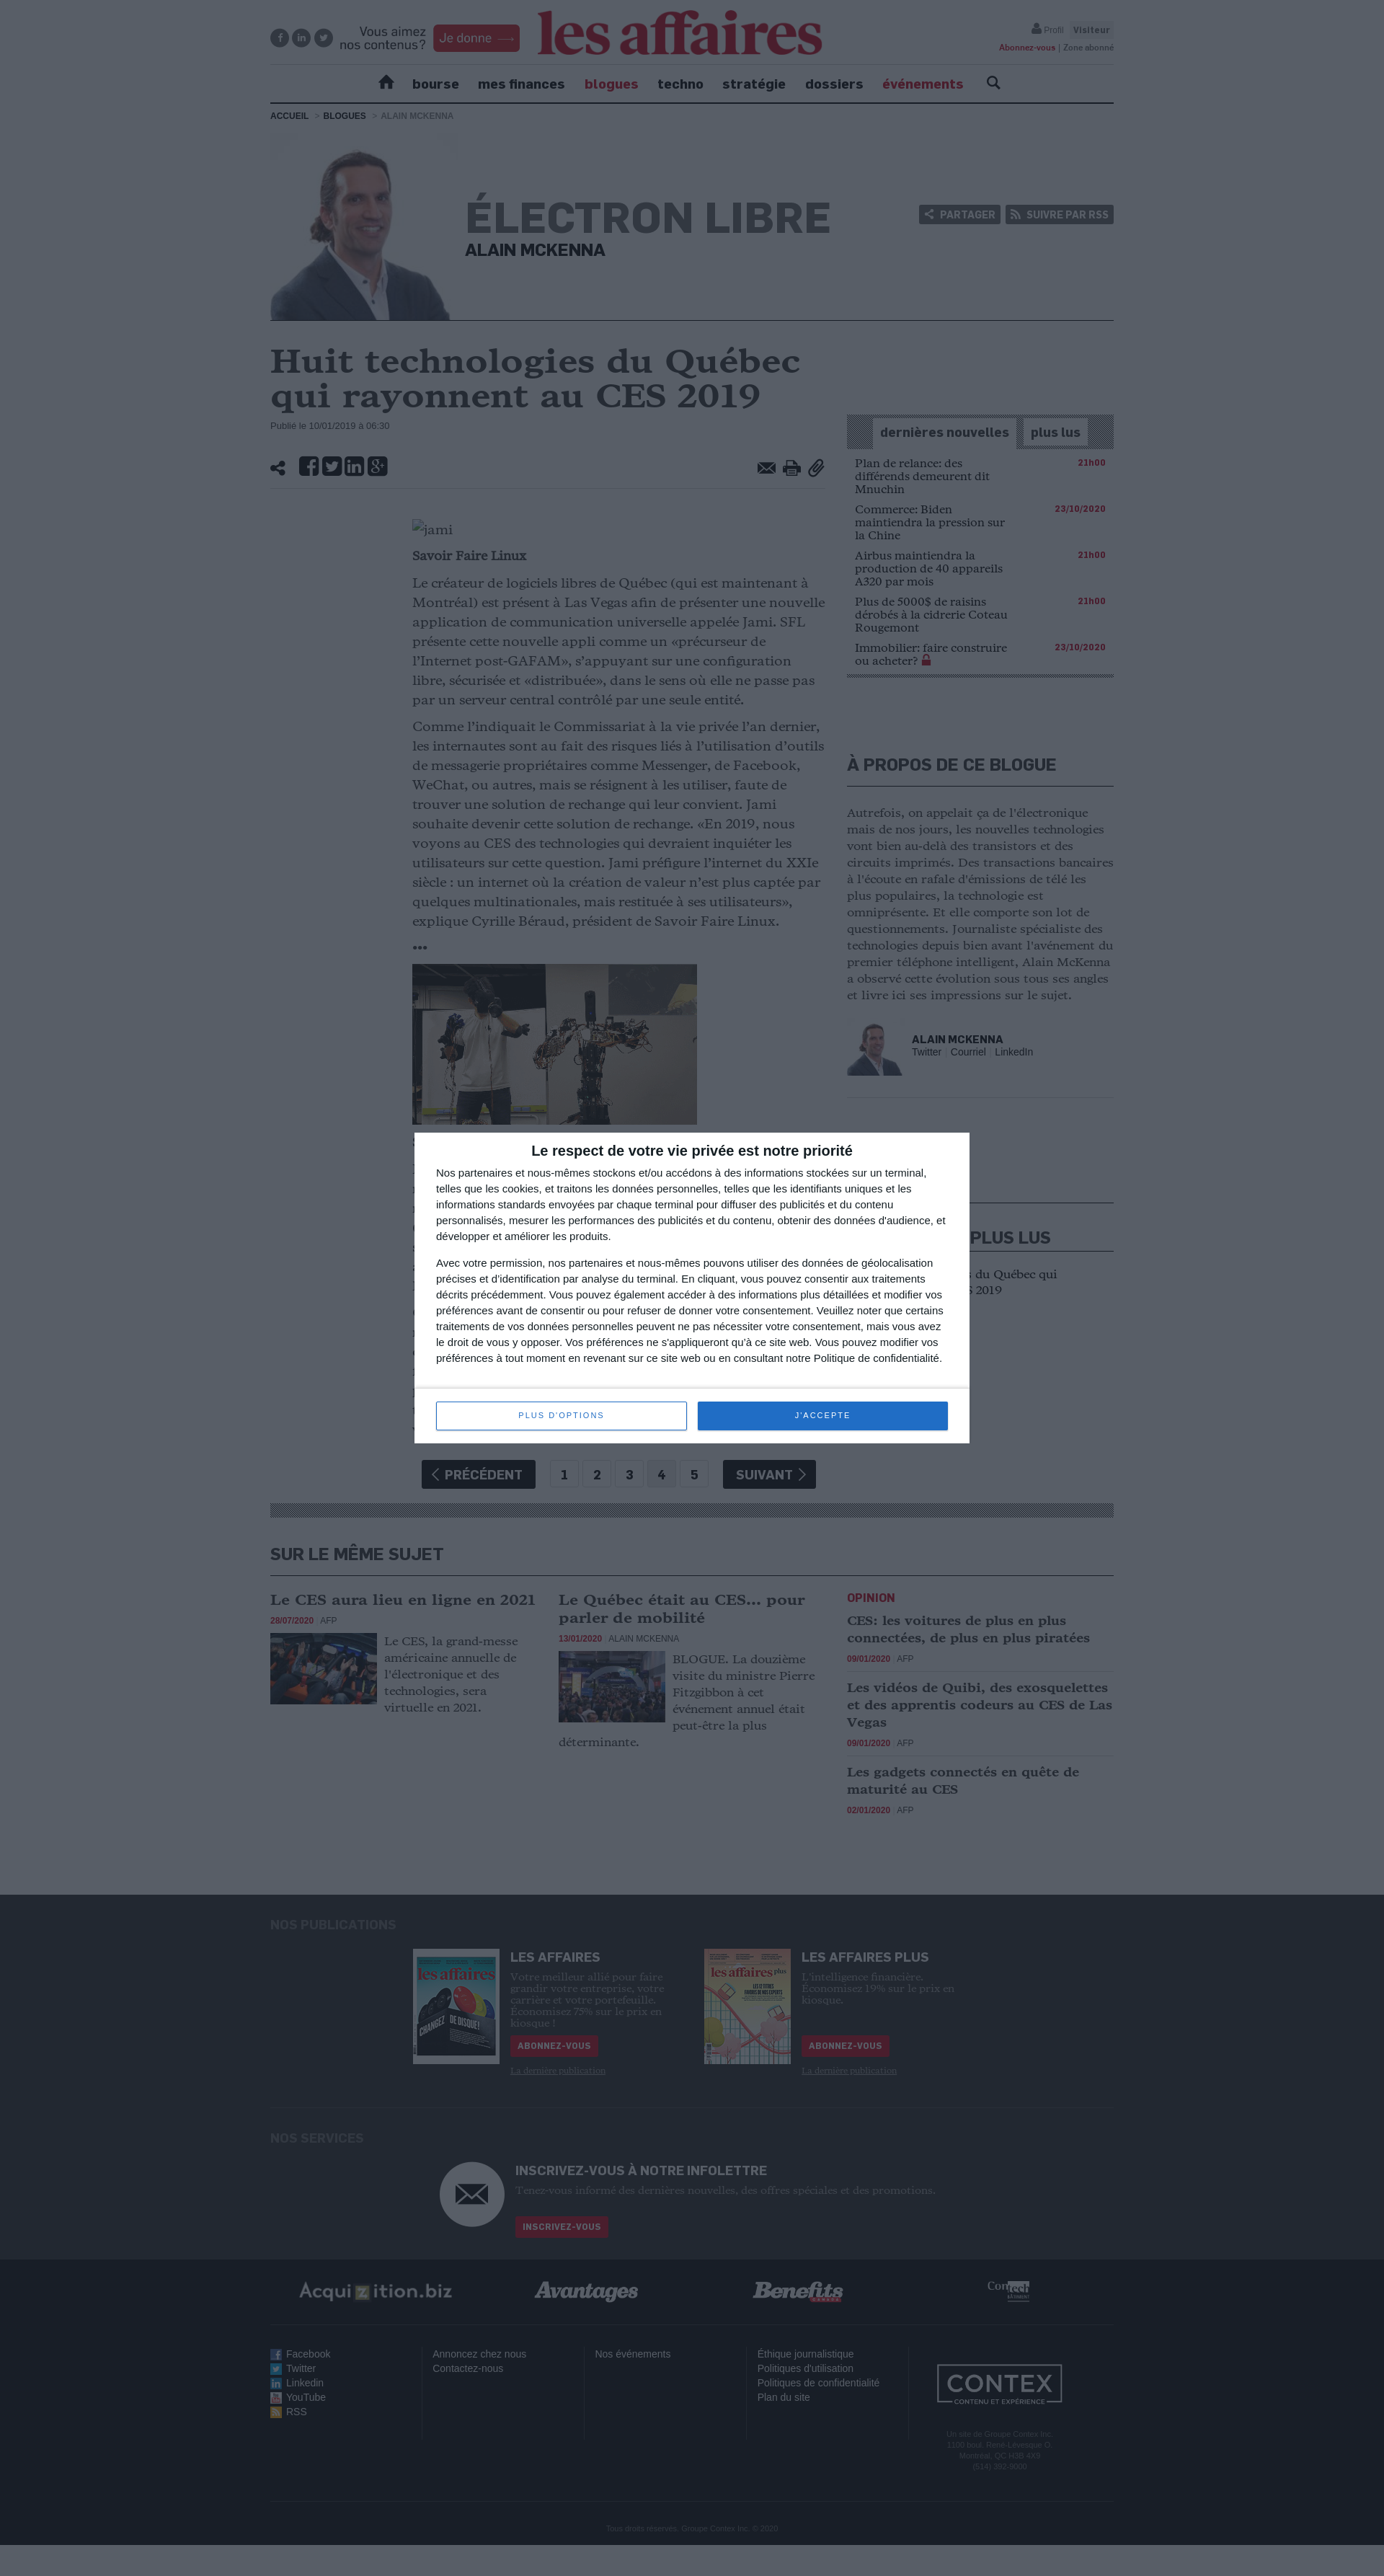 Vous aimez
nos contenus?
Je donne
les affaires
Profil
Visiteur
Abonnez-vous | Zone abonné
bourse
mes finances
blogues
techno
stratégie
dossiers
événements
ACCUEIL > BLOGUES > ALAIN MCKENNA
ÉLECTRON LIBRE
ALAIN MCKENNA
PARTAGER
SUIVRE PAR RSS
Huit technologies du Québec
qui rayonnent au CES 2019
Publié le 10/01/2019 à 06:30
jami
Savoir Faire Linux
Le créateur de logiciels libres de Québec (qui est maintenant à
Montréal) est présent à Las Vegas afin de présenter une nouvelle
application de communication universelle appelée Jami. SFL
présente cette nouvelle appli comme un «précurseur de
l’Internet post-GAFAM», s’appuyant sur une configuration
libre, sécurisée et «distribuée», dans le sens où elle ne passe pas
par un serveur central contrôlé par une seule entité.
Comme l’indiquait le Commissariat à la vie privée l’an dernier,
les internautes sont au fait des risques liés à l’utilisation d’outils
de messagerie propriétaires comme Messenger, de Facebook,
WeChat, ou autres, mais se résignent à les utiliser, faute de
trouver une solution de rechange qui leur convient. Jami
souhaite devenir cette solution de rechange. «En 2019, nous
voyons au CES des technologies qui devraient inquiéter les
utilisateurs sur cette question. Jami préfigure l’internet du XXIe
siècle : un internet où la création de valeur n’est plus captée par
quelques multinationales, mais restituée à ses utilisateurs»,
explique Cyrille Béraud, président de Savoir Faire Linux.
•••
dernières nouvelles
plus lus
Plan de relance: des
différends demeurent dit
Mnuchin
21h00
Commerce: Biden
maintiendra la pression sur
la Chine
23/10/2020
Airbus maintiendra la
production de 40 appareils
A320 par mois
21h00
Plus de 5000$ de raisins
dérobés à la cidrerie Coteau
Rougemont
21h00
Immobilier: faire construire
ou acheter?
23/10/2020
À PROPOS DE CE BLOGUE
Autrefois, on appelait ça de l'électronique
mais de nos jours, les nouvelles technologies
vont bien au-delà des transistors et des
circuits imprimés. Des transactions bancaires
à l'écoute en rafale d'émissions de télé les
plus populaires, la technologie est
omniprésente. Et elle comporte son lot de
questionnements. Journaliste spécialiste des
technologies depuis bien avant l'avénement du
premier téléphone intelligent, Alain McKenna
a observé cette évolution sous tous ses angles
et livre ici ses impressions sur le sujet.
ALAIN MCKENNA
Twitter | Courriel | LinkedIn
PLUS LUS
du Québec qui
2019
Le respect de votre vie privée est notre priorité
Nos partenaires et nous-mêmes stockons et/ou accédons à des informations stockées sur un terminal,
telles que les cookies, et traitons les données personnelles, telles que les identifiants uniques et les
informations standards envoyées par chaque terminal pour diffuser des publicités et du contenu
personnalisés, mesurer les performances des publicités et du contenu, obtenir des données d'audience, et
développer et améliorer les produits.
Avec votre permission, nos partenaires et nous-mêmes pouvons utiliser des données de géolocalisation
précises et d’identification par analyse du terminal. En cliquant, vous pouvez consentir aux traitements
décrits précédemment. Vous pouvez également accéder à des informations plus détaillées et modifier vos
préférences avant de consentir ou pour refuser de donner votre consentement. Veuillez noter que certains
traitements de vos données personnelles peuvent ne pas nécessiter votre consentement, mais vous avez
le droit de vous y opposer. Vos préférences ne s'appliqueront qu’à ce site web. Vous pouvez modifier vos
préférences à tout moment en revenant sur ce site web ou en consultant notre Politique de confidentialité.
PLUS D'OPTIONS
J'ACCEPTE
PRÉCÉDENT
1
2
3
4
5
SUIVANT
SUR LE MÊME SUJET
Le CES aura lieu en ligne en 2021
28/07/2020 | AFP
Le CES, la grand-messe
américaine annuelle de
l'électronique et des
technologies, sera
virtuelle en 2021.
Le Québec était au CES... pour
parler de mobilité
13/01/2020 | ALAIN MCKENNA
BLOGUE. La douzième
visite du ministre Pierre
Fitzgibbon à cet
événement annuel était
peut-être la plus
déterminante.
OPINION
CES: les voitures de plus en plus
connectées, de plus en plus piratées
09/01/2020 | AFP
Les vidéos de Quibi, des exosquelettes
et des apprentis codeurs au CES de Las
Vegas
09/01/2020 | AFP
Les gadgets connectés en quête de
maturité au CES
02/01/2020 | AFP
NOS PUBLICATIONS
les affaires
CHANGEZ DE DISQUE!
LES AFFAIRES
Votre meilleur allié pour faire
grandir votre entreprise, votre
carrière et votre portefeuille.
Économisez 75% sur le prix en
kiosque !
ABONNEZ-VOUS
La dernière publication
les affaires plus
LES AFFAIRES PLUS
L'intelligence financière.
Économisez 19% sur le prix en
kiosque.
ABONNEZ-VOUS
La dernière publication
NOS SERVICES
INSCRIVEZ-VOUS À NOTRE INFOLETTRE
Tenez-vous informé des dernières nouvelles, des offres spéciales et des promotions.
INSCRIVEZ-VOUS
Acquizition.biz
Avantages
Benefits
CANADA
Contech
Facebook
Twitter
Linkedin
YouTube
RSS
Annoncez chez nous
Contactez-nous
Nos événements
Éthique journalistique
Politiques d'utilisation
Politiques de confidentialité
Plan du site
CONTEX
CONTENU ET EXPÉRIENCE
Un site de Groupe Contex Inc.
1100 boul. René-Lévesque O.
Montréal, QC H3B 4X9
(514) 392-9000
Tous droits réservés, Groupe Contex Inc. © 2020